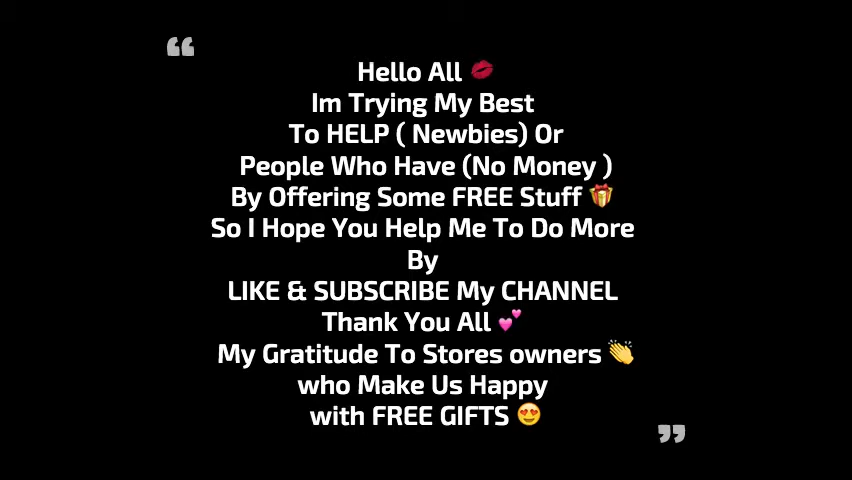 “
Hello All 💋
Im Trying My Best
To HELP ( Newbies) Or
People Who Have (No Money )
By Offering Some FREE Stuff 🎁
So I Hope You Help Me To Do More
By
LIKE & SUBSCRIBE My CHANNEL
Thank You All 💕
My Gratitude To Stores owners 👏
who Make Us Happy
with FREE GIFTS 😍
”